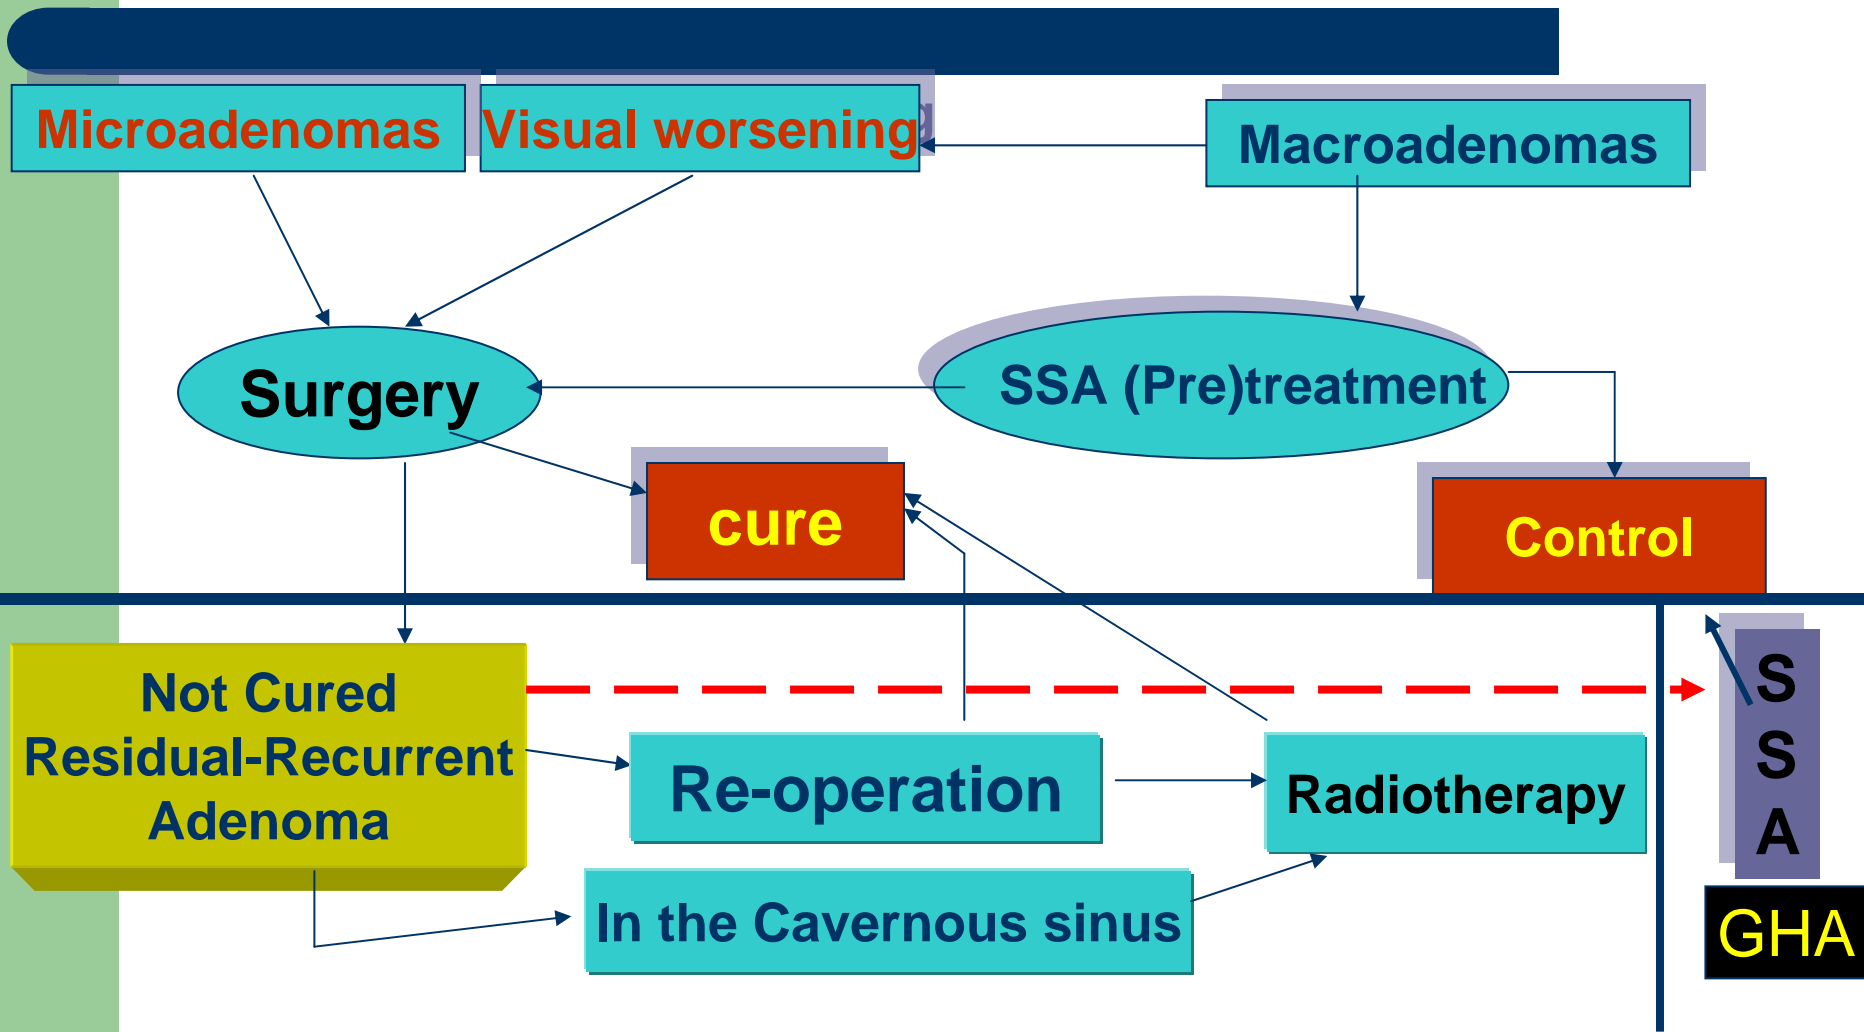 Microadenomas
Visual worsening
Macroadenomas
Surgery
SSA (Pre)treatment
cure
Control
Not Cured
Residual-Recurrent
Adenoma
Re-operation
Radiotherapy
In the Cavernous sinus
S
S
A
GHA